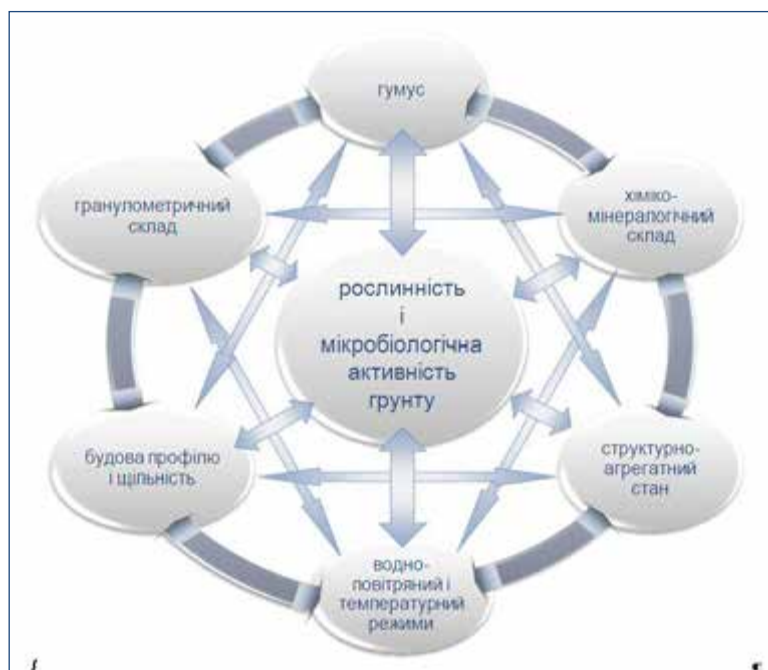 гумус
гранулометричний
склад
хіміко-
мінералогічний
склад
рослинність
і
мікробіологічна
активність
грунту
будова профілю
і щільність
структурно-
агрегатний
стан
водно-
повітряний і
температурний
режими